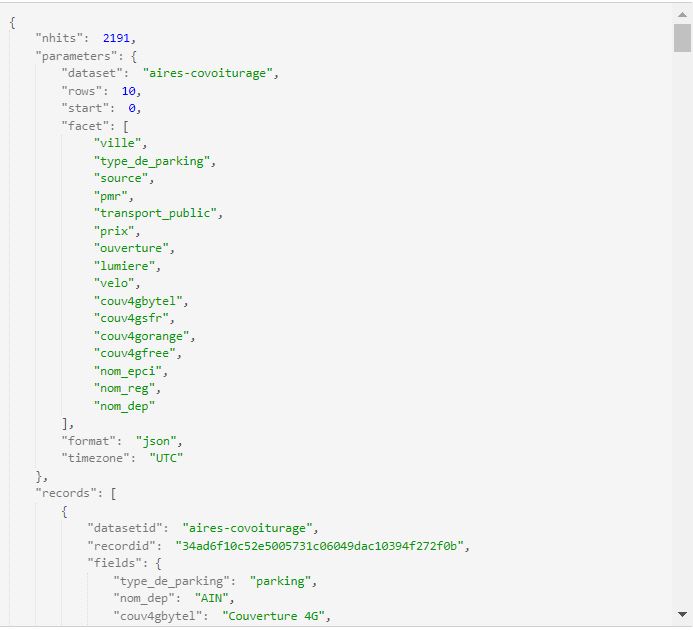 {
"nhits": 2191,
"parameters": {
"dataset": "aires-covoiturage",
"rows": 10,
"start": 0,
"facet": [
"ville",
"type_de_parking",
"source",
"pmr",
"transport_public",
"prix",
"ouverture",
"lumiere",
"velo",
"couv4gbytel",
"couv4gsfr",
"couv4gorange",
"couv4gfree",
"nom_epci",
"nom_reg",
"nom_dep"
],
"format": "json",
"timezone": "UTC"
},
"records": [
{
"datasetid": "aires-covoiturage",
"recordid": "34ad6f10c52e5005731c06049dac10394f272f0b",
"fields": {
"type_de_parking": "parking",
"nom_dep": "AIN",
"couv4gbytel": "Couverture 4G",